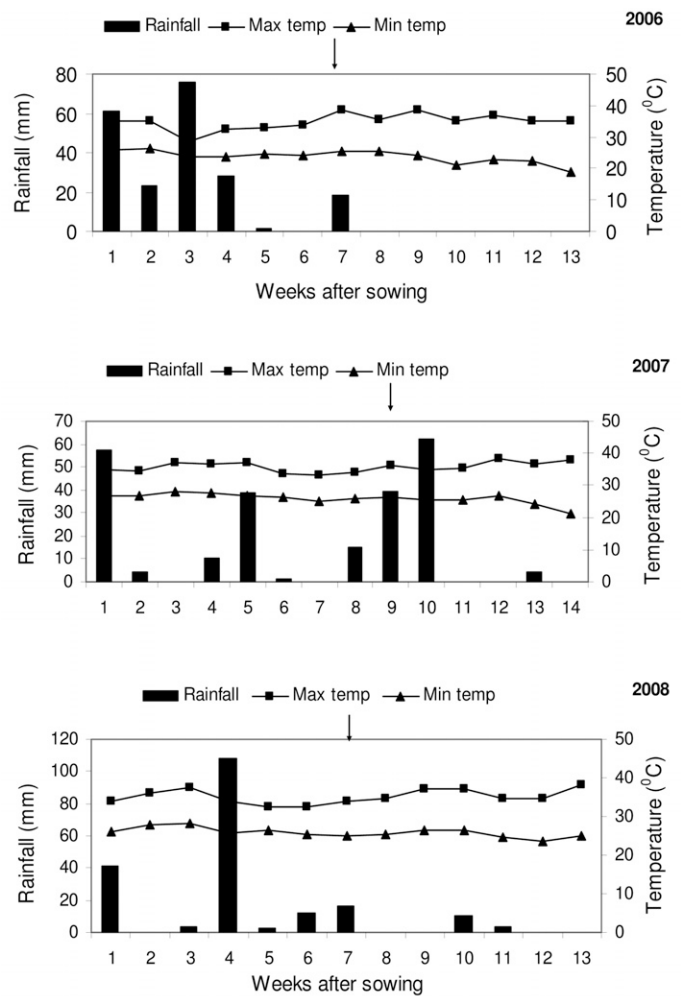 2006
Rainfall Max temp Min temp
80 50
60 40
40 30
20 20
0 10
0
Rainfall (mm)
Temperature (⁰C)
1 2 3 4 5 6 7 8 9 10 11 12 13
Weeks after sowing
2007
Rainfall Max temp Min temp
70 50
60 40
50 30
40 20
30 10
20 0
10
0
Rainfall (mm)
Temperature (⁰C)
1 2 3 4 5 6 7 8 9 10 11 12 13 14
2008
Rainfall Max temp Min temp
120 50
100 40
80 30
60 20
40 10
20 0
0
Rainfall (mm)
Temperature (⁰C)
1 2 3 4 5 6 7 8 9 10 11 12 13
Weeks after sowing